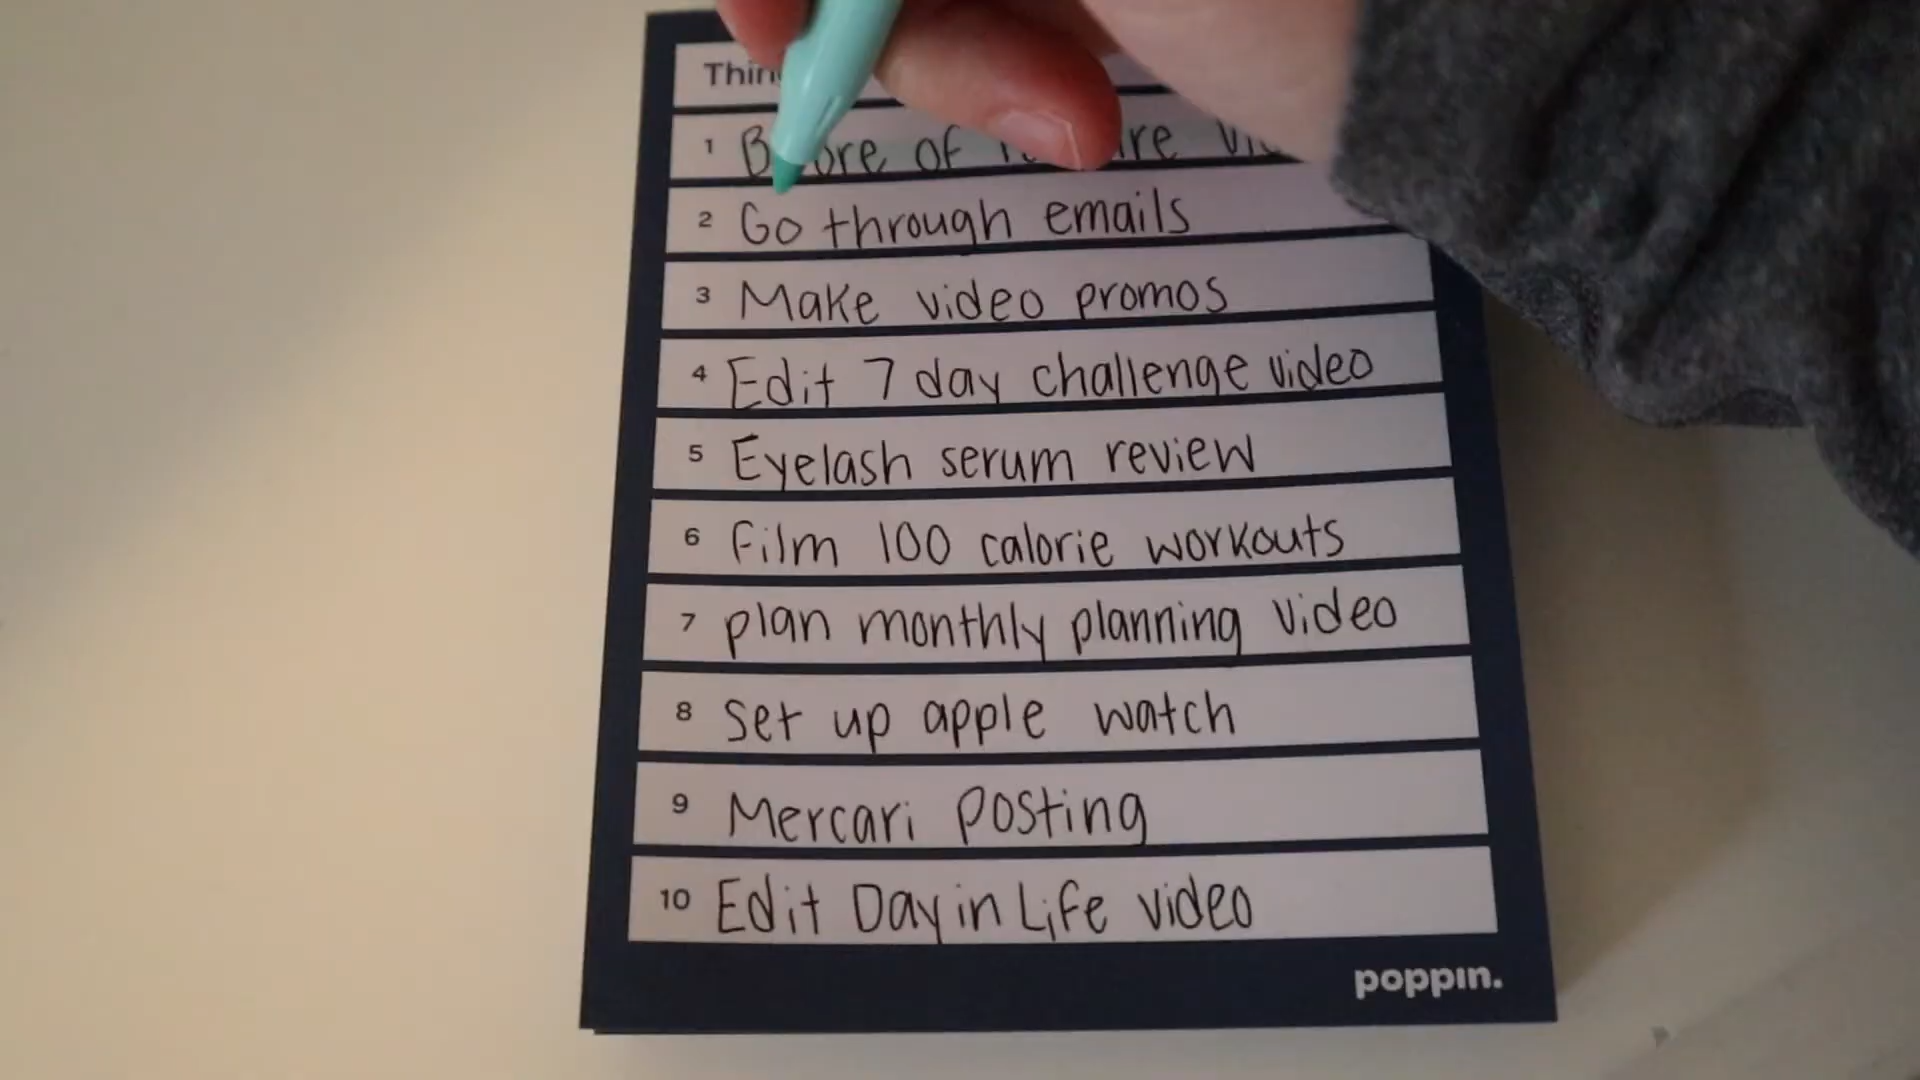 1 of
2 Go through emails
3 Make video promos
4 Edit 7 day challenge video
5 Eyelash serum review
6 Film 100 calorie workouts
7 plan monthly planning video
8 set up apple watch
9 Mercari posting
10 Edit Day in Life video
poppin.